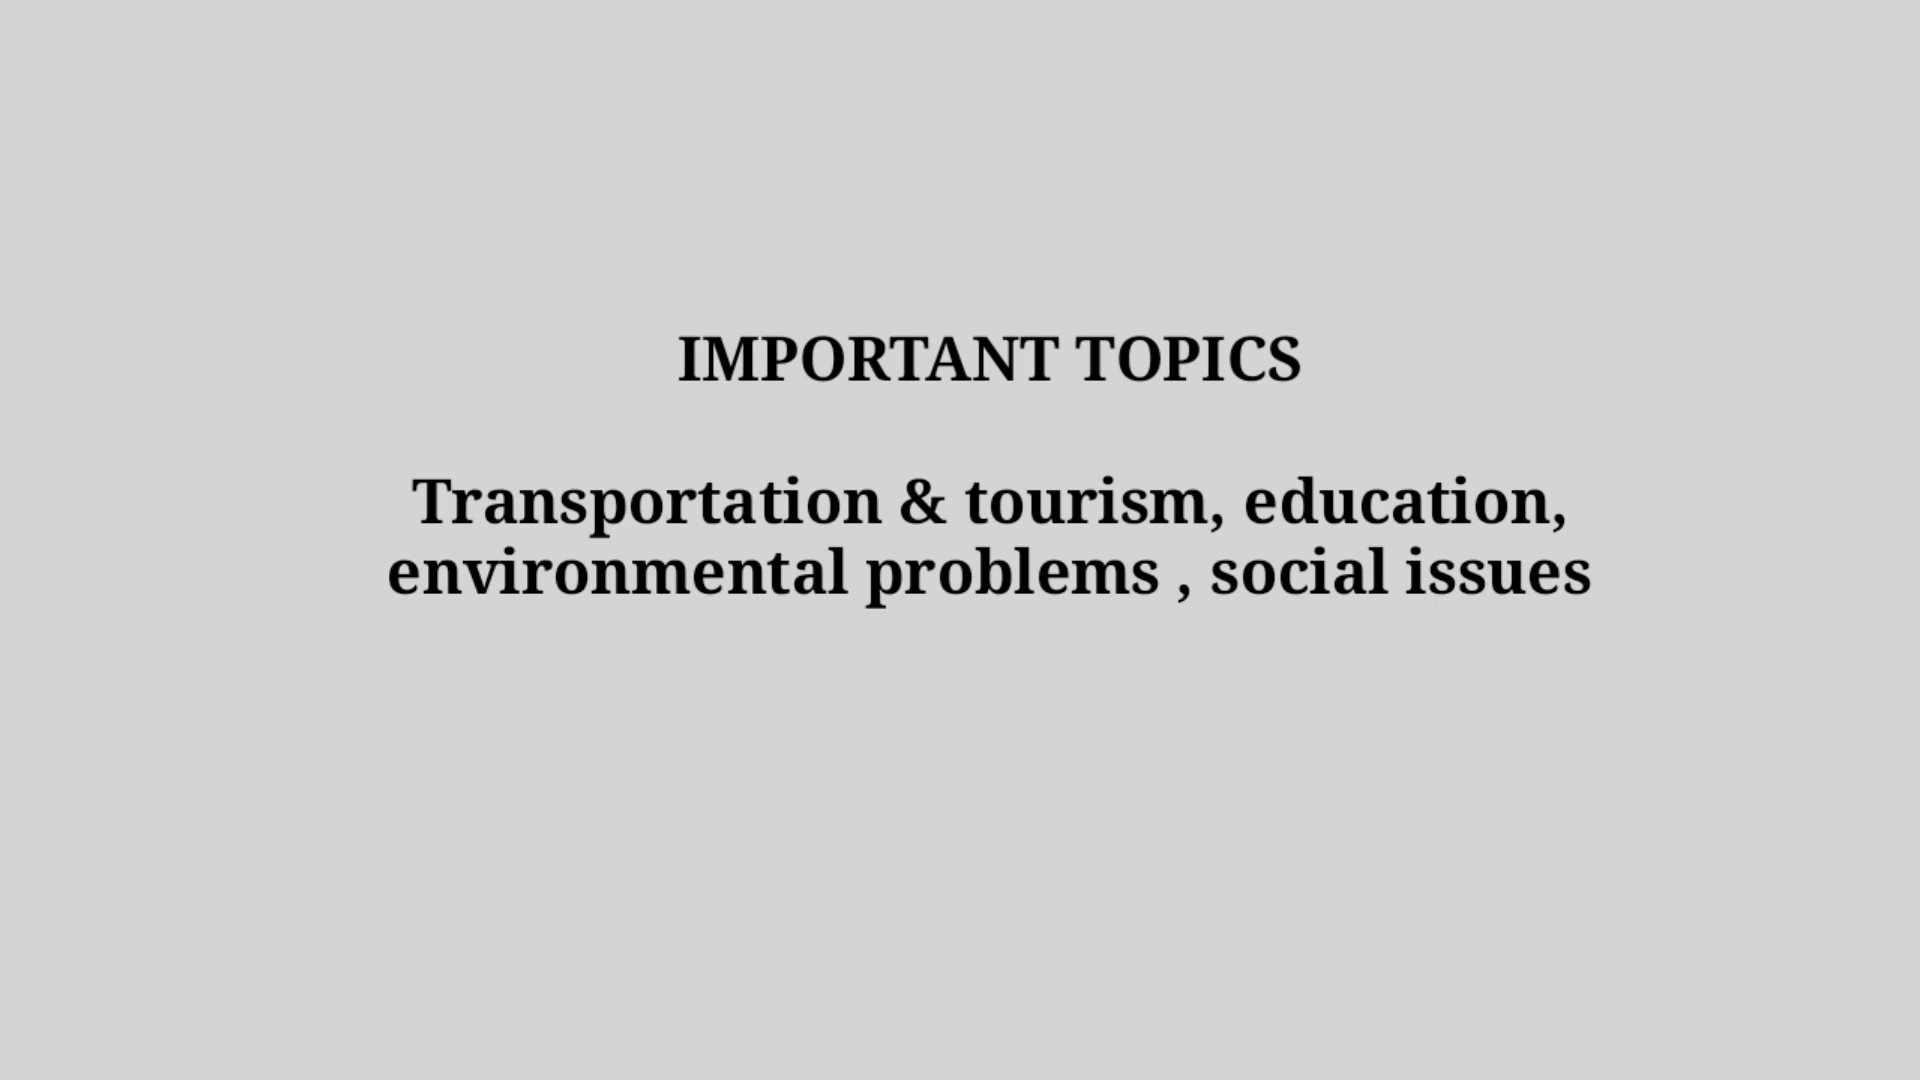 IMPORTANT TOPICS
Transportation & tourism, education,
environmental problems , social issues